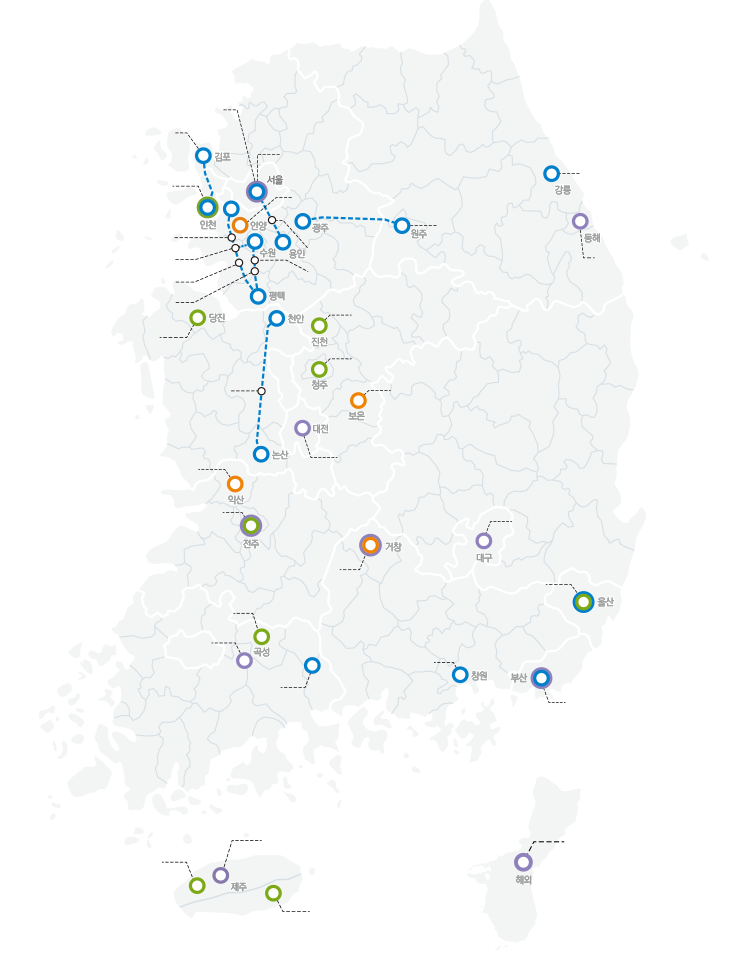 김포
서울
강릉
인천
안양
광주
원주
동해
수원
용인
평택
당진
천안
진천
청주
보은
대전
논산
익산
전주
거창
대구
울산
곡성
창원
부산
제주
해외